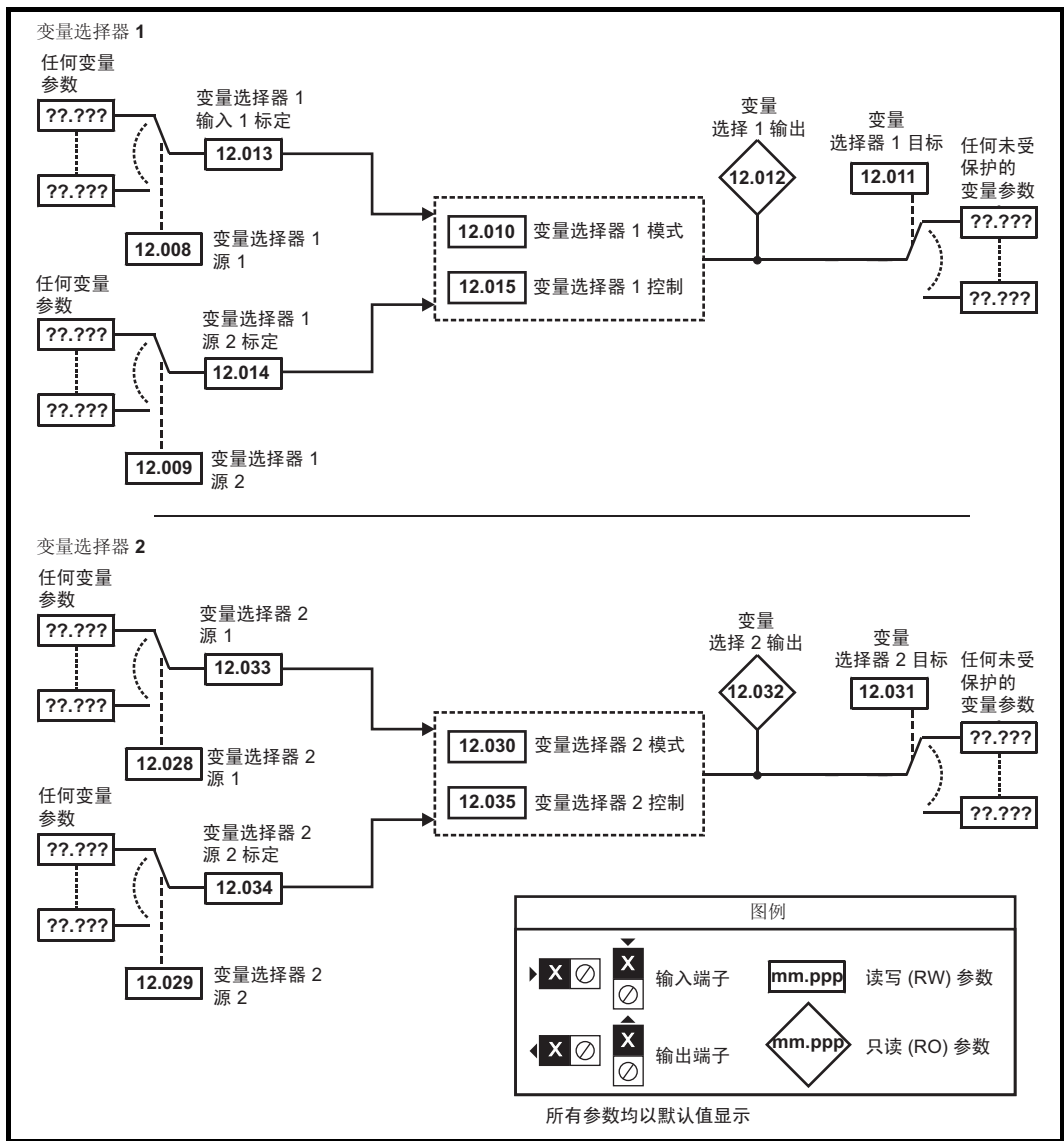 变量选择器 1
任何变量
参数
??.???
??.???
变量选择器 1
输入 1 标定
12.013
12.008
变量选择器 1
源 1
任何变量
参数
??.???
??.???
变量选择器 1
源 2 标定
12.014
12.009
变量选择器 1
源 2
12.010 变量选择器 1 模式
12.015 变量选择器 1 控制
变量
选择 1 输出
12.012
变量
选择器 1 目标
12.011
任何未受
保护的
变量参数
??.???
??.???
变量选择器 2
任何变量
参数
??.???
??.???
变量选择器 2
源 1
12.033
12.028
变量选择器 2
源 1
任何变量
参数
??.???
??.???
变量选择器 2
源 2 标定
12.034
12.029
变量选择器 2
源 2
12.030 变量选择器 2 模式
12.035 变量选择器 2 控制
变量
选择 2 输出
12.032
变量
选择器 2 目标
12.031
任何未受
保护的
变量参数
??.???
??.???
图例
X
X
输入端子
mm.ppp
读写 (RW) 参数
X
X
输出端子
mm.ppp
只读 (RO) 参数
所有参数均以默认值显示